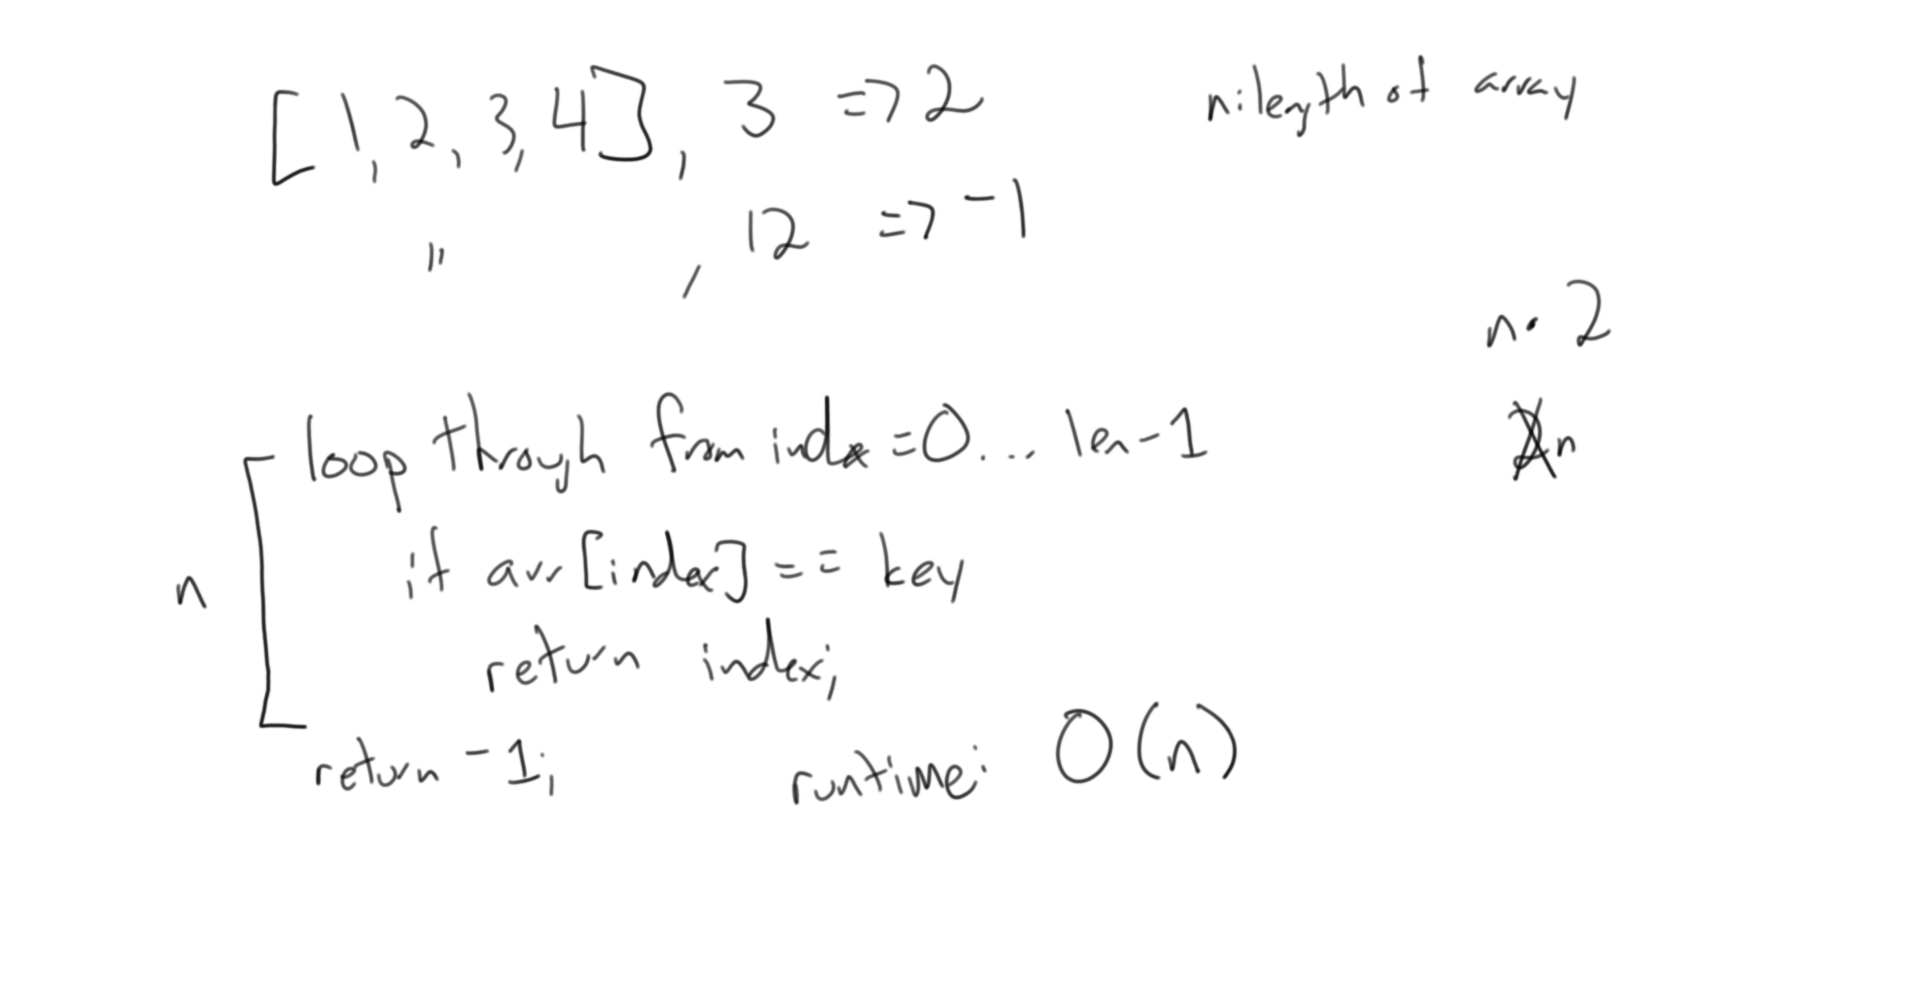 [1,2,3,4], 3 => 2
n: length of array
" , 12 => -1
n · 2
loop through from index = 0 ... len - 1
2n
if arr[index] == key
n
return index;
return -1;
runtime: O(n)